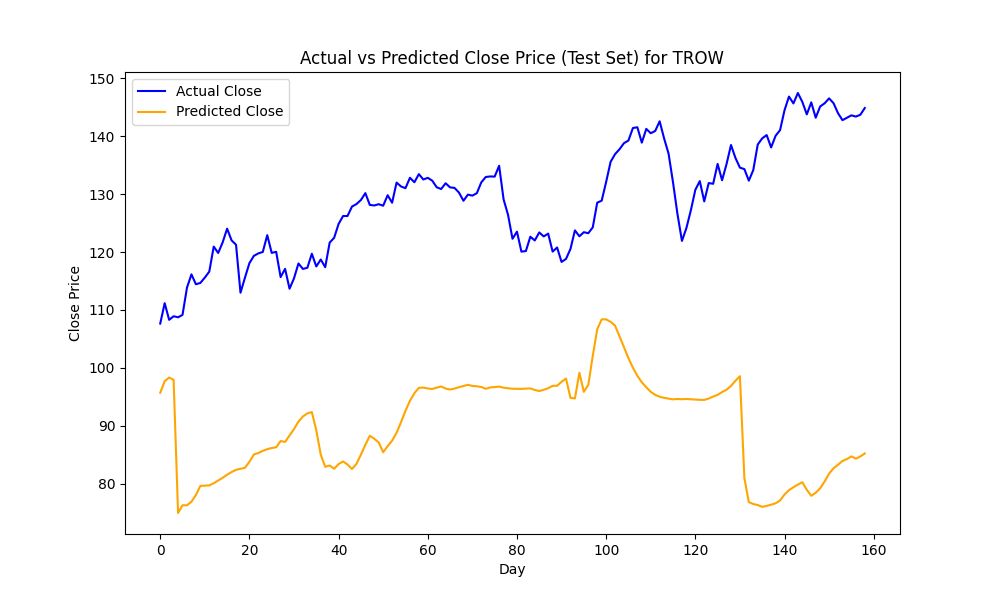 Actual vs Predicted Close Price (Test Set) for TROW
Actual Close
Predicted Close
Close Price
150
140
130
120
110
100
90
80
0 20 40 60 80 100 120 140 160
Day